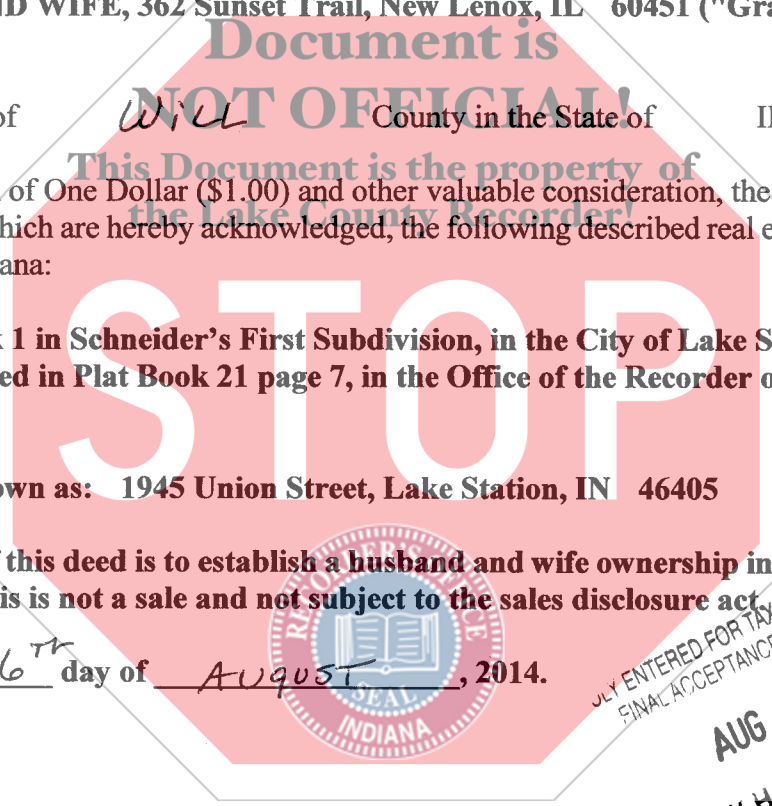 D WIFE, 362 Sunset Trail, New Lenox, IL 60451 ("Gra
Document is
NOT OFFICIAL!
of WiLL County in the State of
This Document is the property of
of One Dollar ($1.00) and other valuable consideration, the
the Lake County Recorder!
hich are hereby acknowledged, the following described real e
ana:
STOP
1 in Schneider's First Subdivision, in the City of Lake S
ed in Plat Book 21 page 7, in the Office of the Recorder o
own as: 1945 Union Street, Lake Station, IN 46405
this deed is to establish a husband and wife ownership in
is is not a sale and not subject to the sales disclosure act.
6TH day of AUGUST, 2014.
RECORDER'S OFFICE
SEAL
INDIANA
LY ENTERED FOR TAX
FINAL ACCEPTANCE
AUG